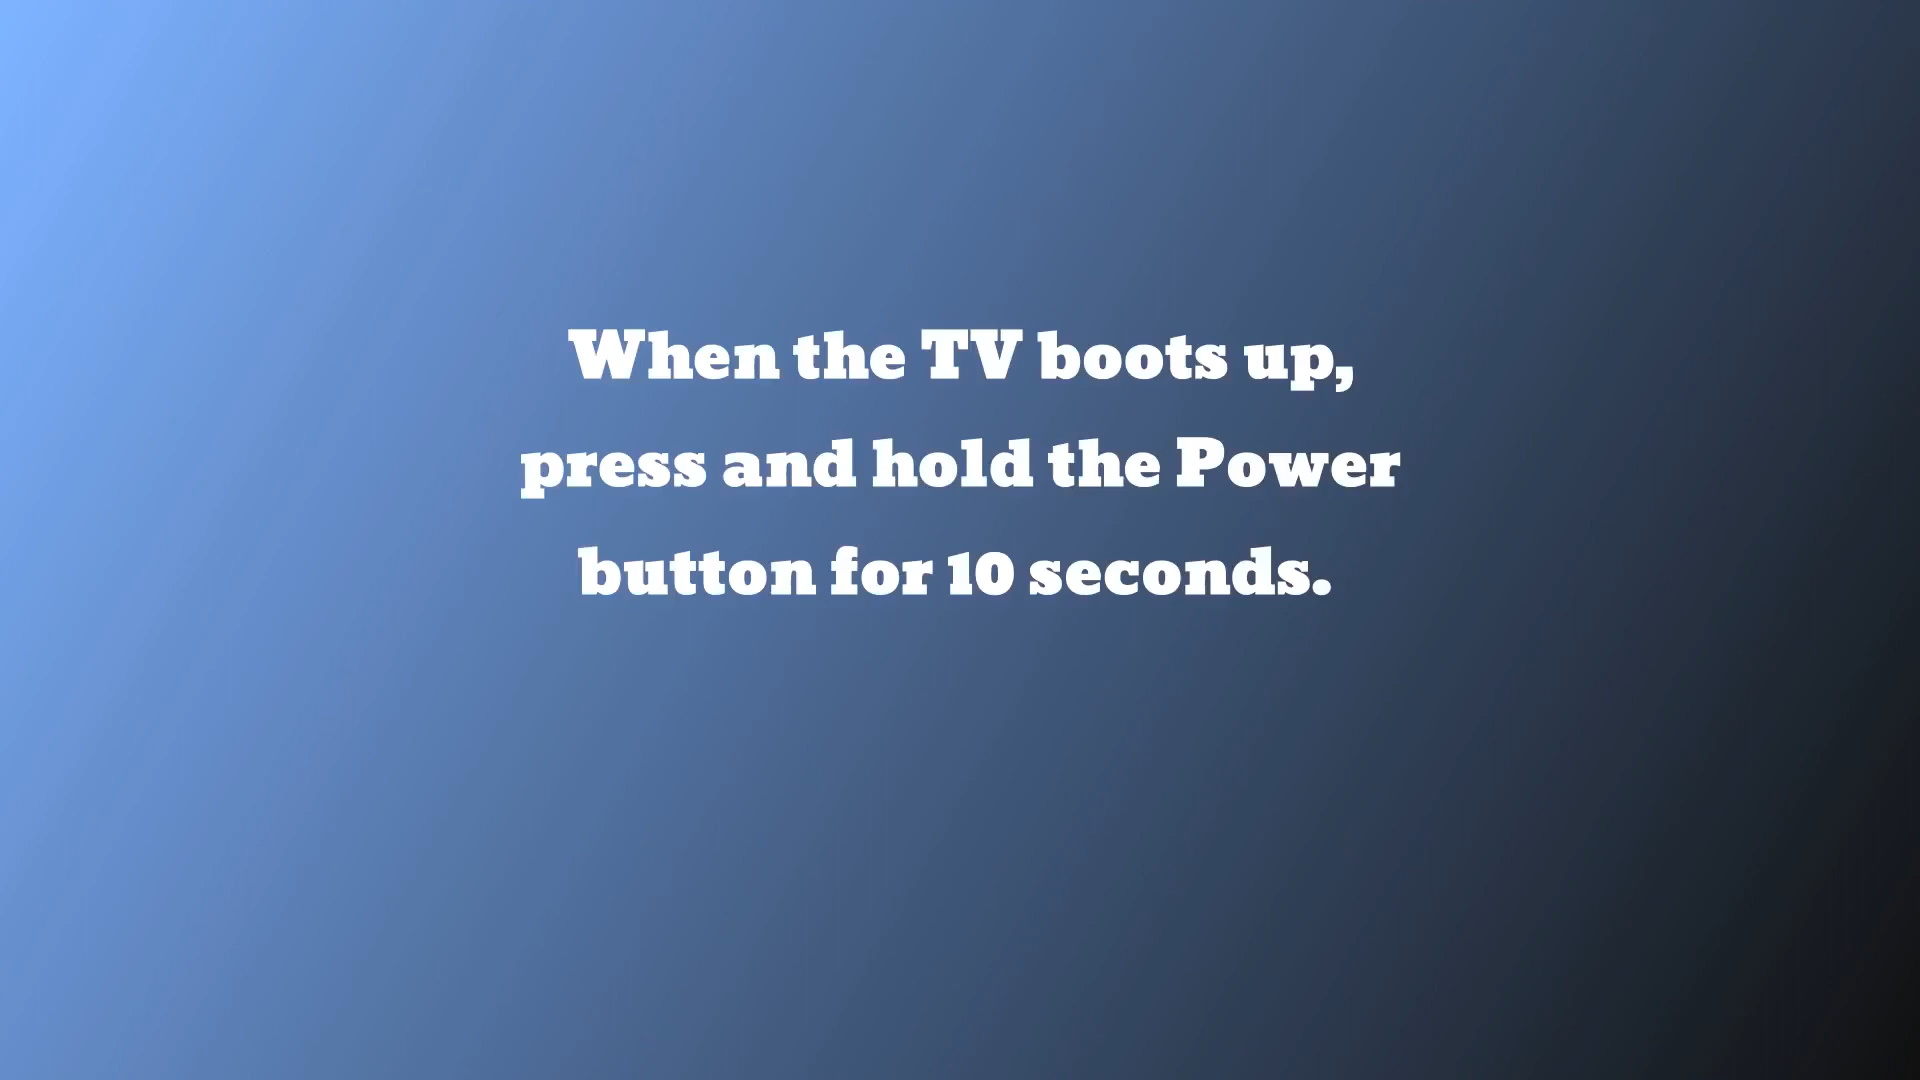 When the TV boots up,
press and hold the Power
button for 10 seconds.